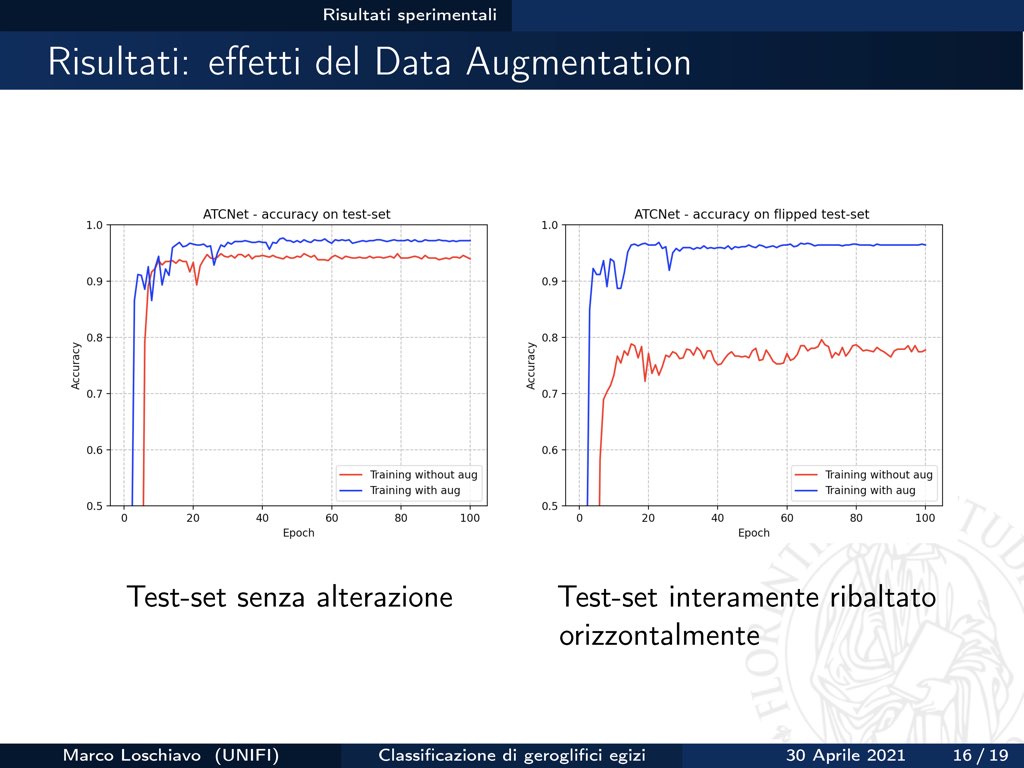 Risultati sperimentali
Risultati: effetti del Data Augmentation
ATCNet - accuracy on test-set
1.0
0.9
0.8
0.7
0.6
0.5
Accuracy
0 20 40 60 80 100
Epoch
Training without aug
Training with aug
Test-set senza alterazione
ATCNet - accuracy on flipped test-set
1.0
0.9
0.8
0.7
0.6
0.5
Accuracy
0 20 40 60 80 100
Epoch
Training without aug
Training with aug
Test-set interamente ribaltato
orizzontalmente
Marco Loschiavo (UNIFI) Classificazione di geroglifici egizi 30 Aprile 2021 16 / 19